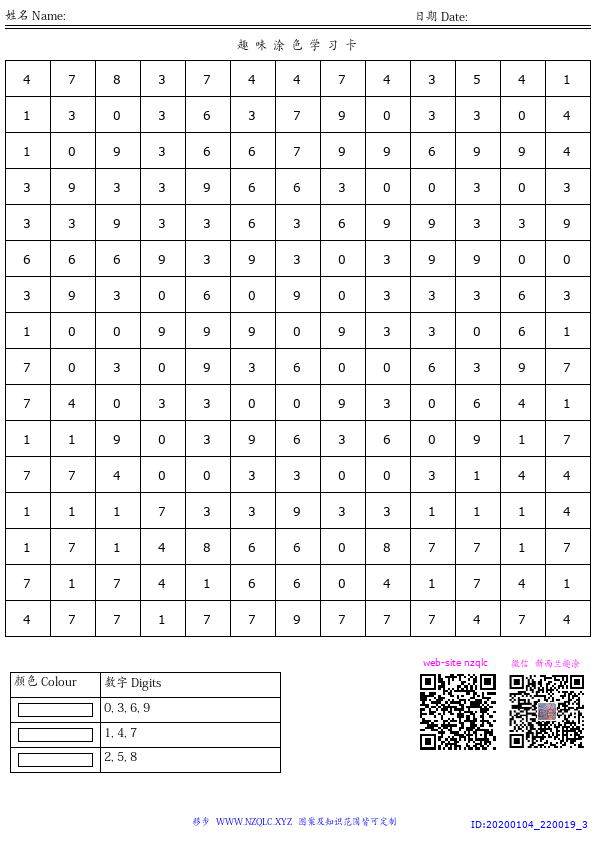 姓名 Name: 日期 Date:
趣味涂色学习卡
4 7 8 3 7 4 4 7 4 3 5 4 1
1 3 0 3 6 3 7 9 0 3 3 0 4
1 0 9 3 6 6 7 9 9 6 9 9 4
3 9 3 3 9 6 6 3 0 0 3 0 3
3 3 9 3 3 6 3 6 9 9 3 3 9
6 6 6 9 3 9 3 0 3 9 9 0 0
3 9 3 0 6 0 9 0 3 3 3 6 3
1 0 0 9 9 9 0 9 3 3 0 6 1
7 0 3 0 9 3 6 0 0 6 3 9 7
7 4 0 3 3 0 0 9 3 0 6 4 1
1 1 9 0 3 9 6 3 6 0 9 1 7
7 7 4 0 0 3 3 0 0 3 1 4 4
1 1 1 7 3 3 9 3 3 1 1 1 4
1 7 1 4 8 6 6 0 8 7 7 1 7
7 1 7 4 1 6 6 0 4 1 7 4 1
4 7 7 1 7 7 9 7 7 7 4 7 4
web-site nzqlc 微信 新西兰趣涂
颜色 Colour 数字 Digits
0, 3, 6, 9
1, 4, 7
2, 5, 8
移步 WWW.NZQLC.XYZ 图案及知识范围皆可定制
ID:20200104_220019_3